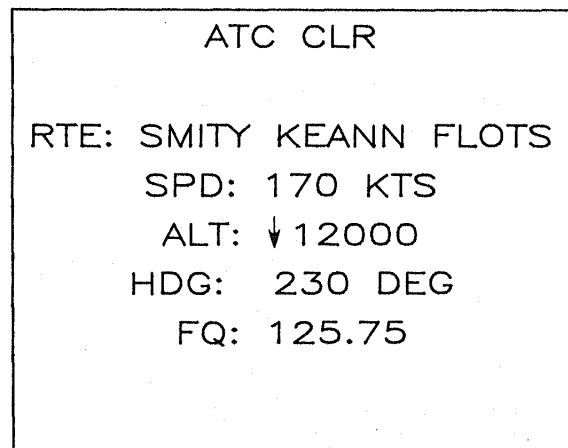 ATC CLR
RTE: SMITY KEANN FLOTS
SPD: 170 KTS
ALT: ↓12000
HDG: 230 DEG
FQ: 125.75